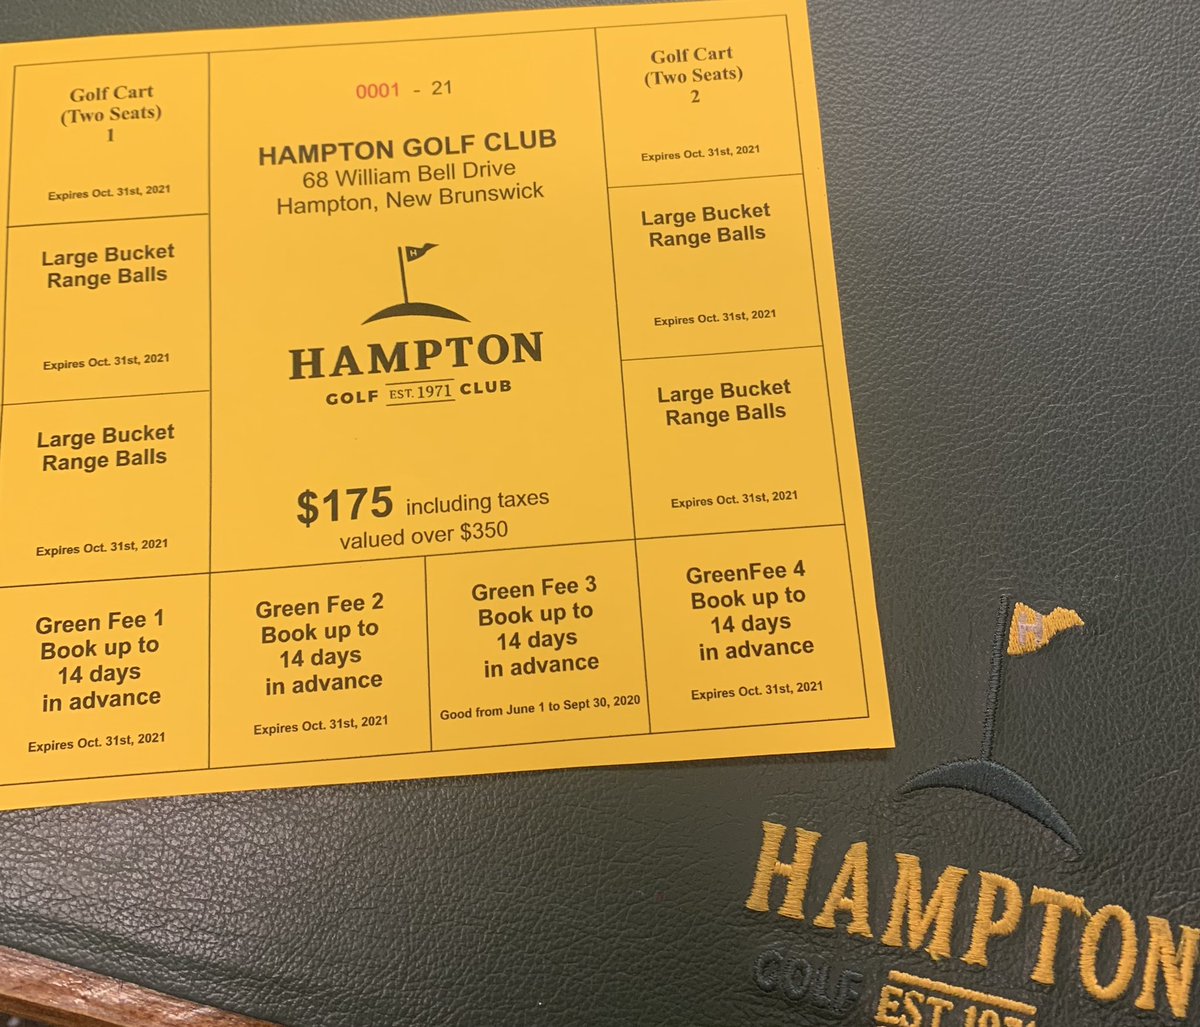 Golf Cart
(Two Seats)
1
Expires Oct. 31st, 2021
Large Bucket
Range Balls
Expires Oct. 31st, 2021
Large Bucket
Range Balls
Expires Oct. 31st, 2021
0001 - 21
HAMPTON GOLF CLUB
68 William Bell Drive
Hampton, New Brunswick
H
HAMPTON
GOLF EST. 1971 CLUB
$175 including taxes
valued over $350
Golf Cart
(Two Seats)
2
Expires Oct. 31st, 2021
Large Bucket
Range Balls
Expires Oct. 31st, 2021
Large Bucket
Range Balls
Expires Oct. 31st, 2021
Green Fee 1
Book up to
14 days
in advance
Expires Oct. 31st, 2021
Green Fee 2
Book up to
14 days
in advance
Expires Oct. 31st, 2021
Green Fee 3
Book up to
14 days
in advance
Good from June 1 to Sept 30, 2020
GreenFee 4
Book up to
14 days
in advance
Expires Oct. 31st, 2021
H
HAMPTON
GOLF EST.